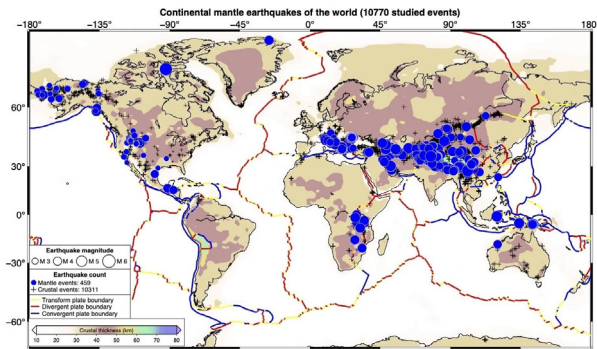 Continental mantle earthquakes of the world (10770 studied events)
−180 −135 −90 −45 0° 45° 90° 135° 180
60°
30°
0°
−30°
−60°
Earthquake magnitude
M 3 M 4 M 5 M 6
Earthquake count
Mantle events: 459
Crustal events: 10311
Transform plate boundary
Divergent plate boundary
Convergent plate boundary
Crustal thickness (km)
10 20 30 40 50 60 70 80